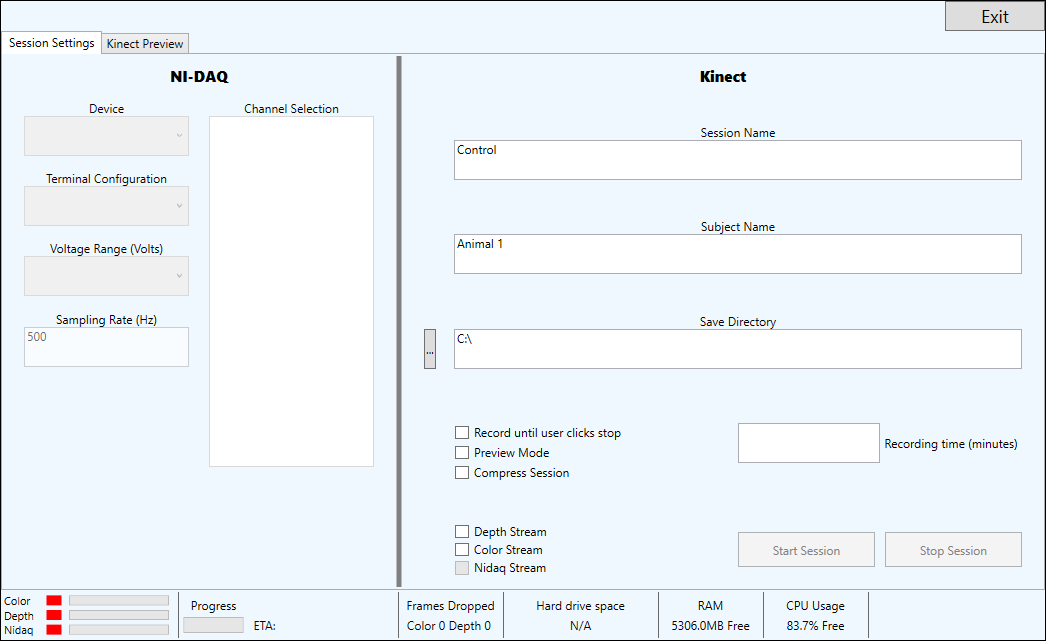 Exit
Session Settings
Kinect Preview
NI-DAQ
Device
Channel Selection
Terminal Configuration
Voltage Range (Volts)
Sampling Rate (Hz)
500
Kinect
Session Name
Control
Subject Name
Animal 1
Save Directory
...
C:\
Record until user clicks stop
Preview Mode
Compress Session
Recording time (minutes)
Depth Stream
Color Stream
Nidaq Stream
Start Session
Stop Session
Color
Depth
Nidaq
Progress
ETA:
Frames Dropped
Color 0 Depth 0
Hard drive space
N/A
RAM
5306.0MB Free
CPU Usage
83.7% Free